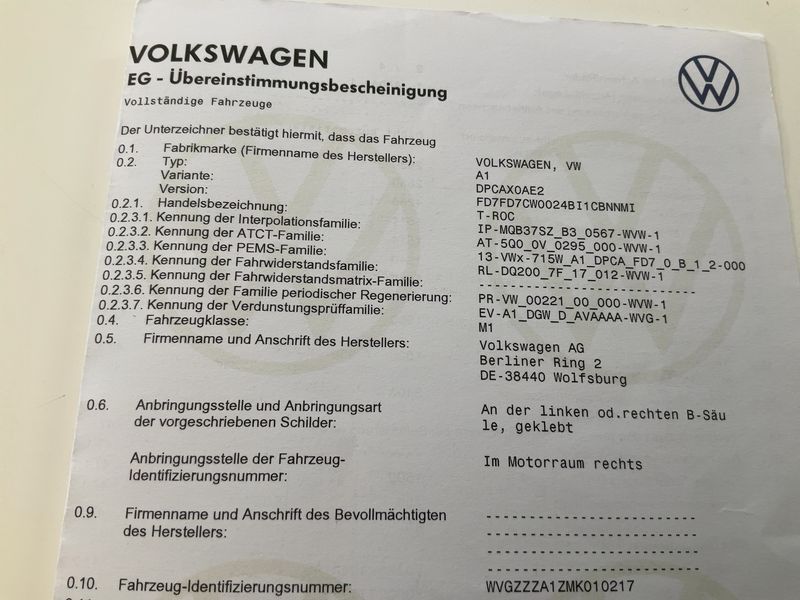 VOLKSWAGEN
EG - Übereinstimmungsbescheinigung
Vollständige Fahrzeuge
Der Unterzeichner bestätigt hiermit, dass das Fahrzeug
0.1. Fabrikmarke (Firmenname des Herstellers): VOLKSWAGEN, VW
0.2. Typ: A1
Variante: DPCAX0AE2
Version: FD7FD7CW0024BI1CBNNMI
0.2.1. Handelsbezeichnung: T-ROC
0.2.3.1. Kennung der Interpolationsfamilie: IP-MQB37SZ_B3_0567-WVW-1
0.2.3.2. Kennung der ATCT-Familie: AT-5Q0_0V_0295_000-WVW-1
0.2.3.3. Kennung der PEMS-Familie: 13-VWx-715W_A1_DPCA_FD7_0_B_1_2-000
0.2.3.4. Kennung der Fahrwiderstandsfamilie: RL-DQ200_7F_17_012-WVW-1
0.2.3.5. Kennung der Fahrwiderstandsmatrix-Familie: ----------------------------
0.2.3.6. Kennung der Familie periodischer Regenerierung: PR-VW_00221_00_000-WVW-1
0.2.3.7. Kennung der Verdunstungsprüffamilie: EV-A1_DGW_D_AVAAAA-WVG-1
0.4. Fahrzeugklasse: M1
0.5. Firmenname und Anschrift des Herstellers: Volkswagen AG
Berliner Ring 2
DE-38440 Wolfsburg
0.6. Anbringungsstelle und Anbringungsart An der linken od.rechten B-Säu
der vorgeschriebenen Schilder: le, geklebt
Anbringungsstelle der Fahrzeug- Im Motorraum rechts
Identifizierungsnummer:
0.9. Firmenname und Anschrift des Bevollmächtigten ------------------------
des Herstellers: ------------------------
------------------------
------------------------
0.10. Fahrzeug-Identifizierungsnummer: WVGZZZA1ZMK010217